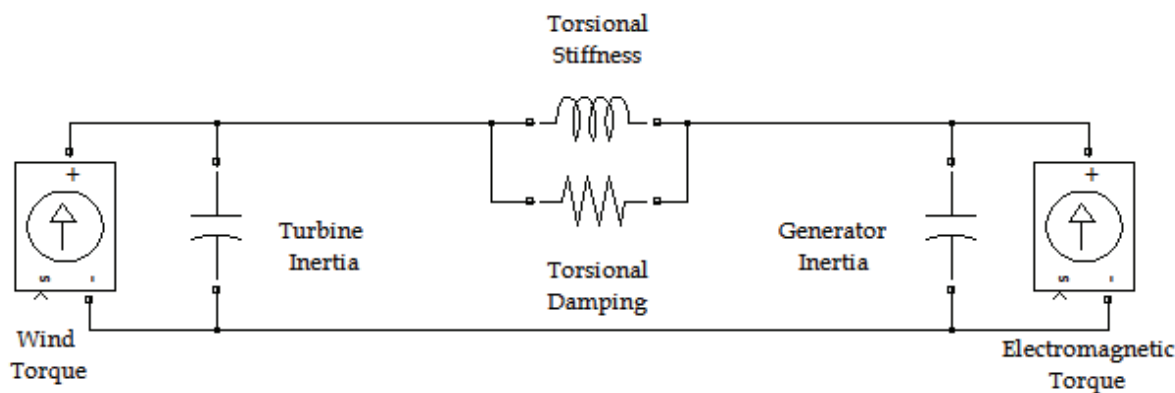 Torsional
Stiffness
+
+
Turbine
Inertia
Generator
Inertia
s
-
s
-
Torsional
Damping
Wind
Torque
Electromagnetic
Torque